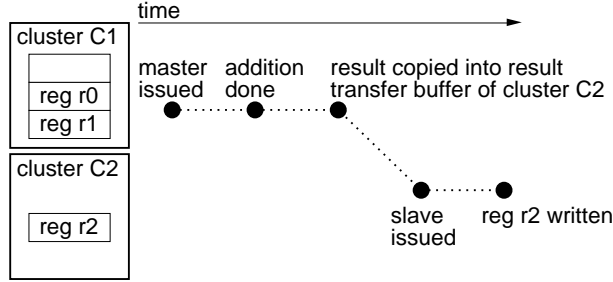 time
cluster C1
reg r0
reg r1
master
issued
addition
done
result copied into result
transfer buffer of cluster C2
cluster C2
reg r2
slave
issued
reg r2 written